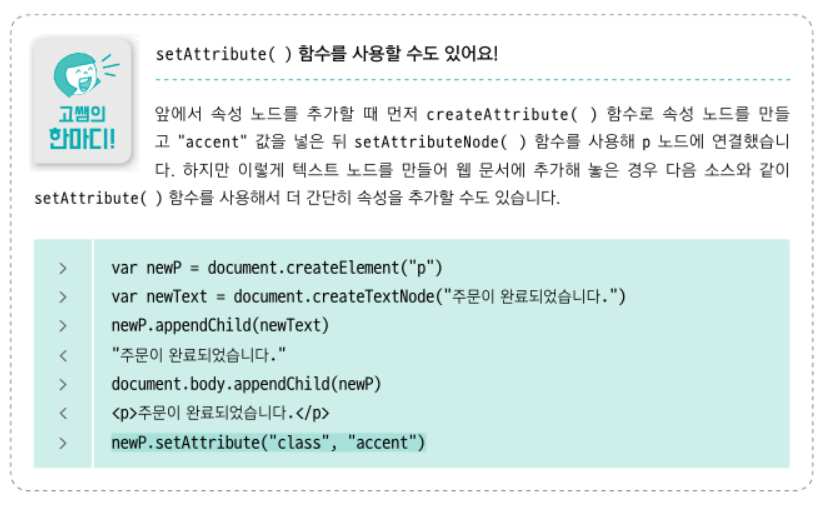 setAttribute( ) 함수를 사용할 수도 있어요!
고쌤의
한마디!
앞에서 속성 노드를 추가할 때 먼저 createAttribute( ) 함수로 속성 노드를 만들
고 "accent" 값을 넣은 뒤 setAttributeNode( ) 함수를 사용해 p 노드에 연결했습니
다. 하지만 이렇게 텍스트 노드를 만들어 웹 문서에 추가해 놓은 경우 다음 소스와 같이
setAttribute( ) 함수를 사용해서 더 간단히 속성을 추가할 수도 있습니다.
> var newP = document.createElement("p")
> var newText = document.createTextNode("주문이 완료되었습니다.")
> newP.appendChild(newText)
< "주문이 완료되었습니다."
> document.body.appendChild(newP)
< <p>주문이 완료되었습니다.</p>
> newP.setAttribute("class", "accent")